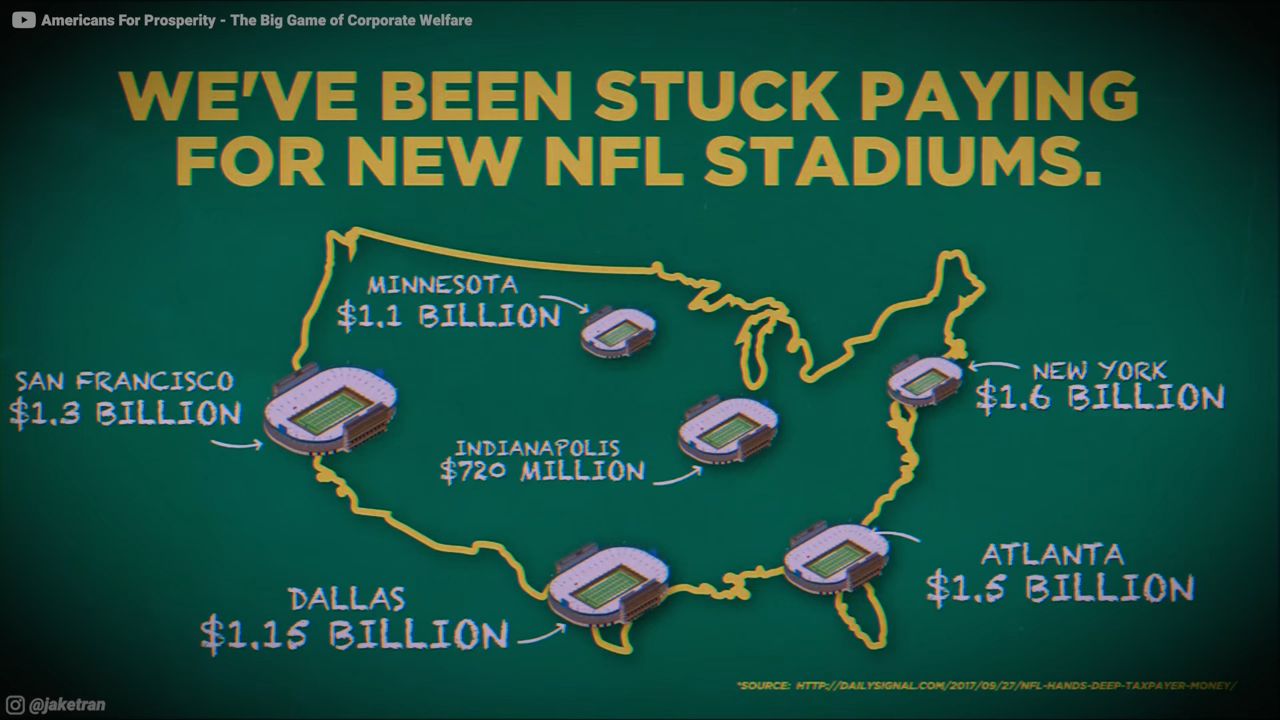 Americans For Prosperity - The Big Game of Corporate Welfare
WE'VE BEEN STUCK PAYING
FOR NEW NFL STADIUMS.
MINNESOTA
$1.1 BILLION
SAN FRANCISCO
$1.3 BILLION
NEW YORK
$1.6 BILLION
INDIANAPOLIS
$720 MILLION
ATLANTA
$1.5 BILLION
DALLAS
$1.15 BILLION
*SOURCE: HTTP://DAILYSIGNAL.COM/2017/09/27/NFL-HANDS-DEEP-TAXPAYER-MONEY/
@jaketran